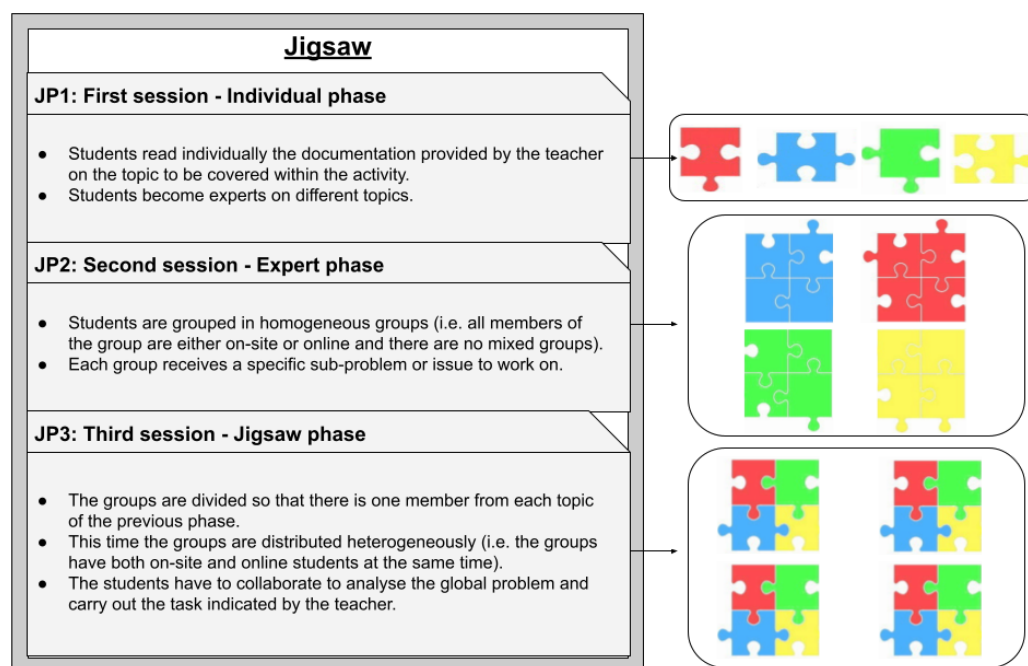 Jigsaw
JP1: First session - Individual phase
● Students read individually the documentation provided by the teacher
on the topic to be covered within the activity.
● Students become experts on different topics.
JP2: Second session - Expert phase
● Students are grouped in homogeneous groups (i.e. all members of
the group are either on-site or online and there are no mixed groups).
● Each group receives a specific sub-problem or issue to work on.
JP3: Third session - Jigsaw phase
● The groups are divided so that there is one member from each topic
of the previous phase.
● This time the groups are distributed heterogeneously (i.e. the groups
have both on-site and online students at the same time).
● The students have to collaborate to analyse the global problem and
carry out the task indicated by the teacher.